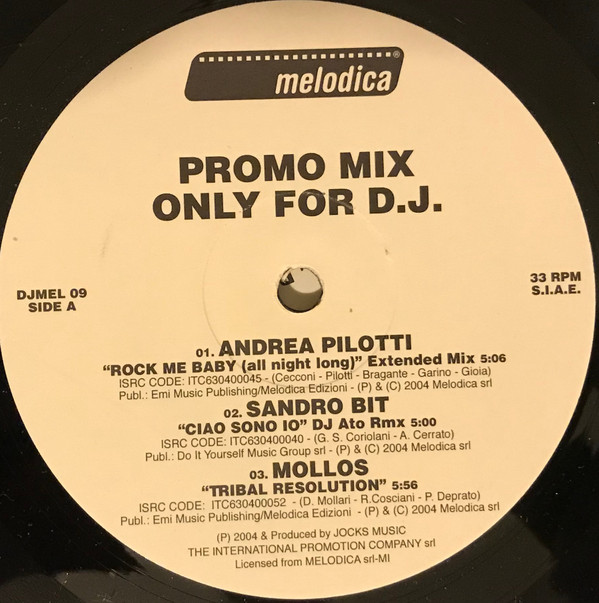 melodica®
PROMO MIX
ONLY FOR D.J.
DJMEL 09
SIDE A
33 RPM
S.I.A.E.
01. ANDREA PILOTTI
"ROCK ME BABY (all night long)" Extended Mix 5:06
ISRC CODE: ITC630400045 - (Cecconi - Pilotti - Bragante - Garino - Gioia)
Publ.: Emi Music Publishing/Melodica Edizioni - (P) & (C) 2004 Melodica srl
02. SANDRO BIT
"CIAO SONO IO" DJ Ato Rmx 5:00
ISRC CODE: ITC630400040 - (G. S. Coriolani - A. Cerrato)
Publ.: Do It Yourself Music Group srl - (P) & (C) 2004 Melodica srl
03. MOLLOS
"TRIBAL RESOLUTION" 5:56
ISRC CODE: ITC630400052 - (D. Mollari - R.Cosciani - P. Deprato)
Publ.: Emi Music Publishing/Melodica Edizioni - (P) & (C) 2004 Melodica srl
(P) 2004 & Produced by JOCKS MUSIC
THE INTERNATIONAL PROMOTION COMPANY srl
Licensed from MELODICA srl-MI